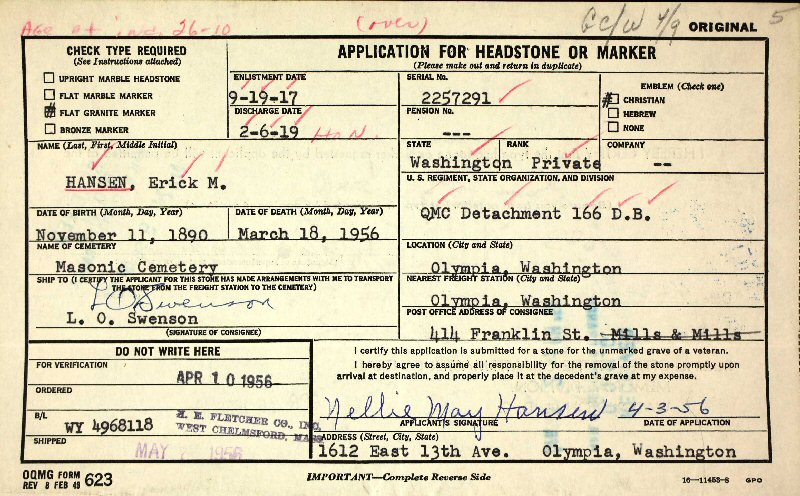 Age at ind. 26-10
(over)
CC/W 4/9
ORIGINAL
5
CHECK TYPE REQUIRED
(See Instructions attached)
UPRIGHT MARBLE HEADSTONE
FLAT MARBLE MARKER
# FLAT GRANITE MARKER
BRONZE MARKER
APPLICATION FOR HEADSTONE OR MARKER
(Please make out and return in duplicate)
ENLISTMENT DATE
9-19-17
DISCHARGE DATE
2-6-19 Hon.
SERIAL No.
2257291
PENSION No.
---
EMBLEM (Check one)
# CHRISTIAN
HEBREW
NONE
NAME (Last, First, Middle Initial)
HANSEN, Erick M.
STATE
Washington
RANK
Private
COMPANY
--
U. S. REGIMENT, STATE ORGANIZATION, AND DIVISION
QMC Detachment 166 D.B.
DATE OF BIRTH (Month, Day, Year)
November 11, 1890
DATE OF DEATH (Month, Day, Year)
March 18, 1956
NAME OF CEMETERY
Masonic Cemetery
LOCATION (City and State)
Olympia, Washington
SHIP TO (I CERTIFY THE APPLICANT FOR THIS STONE HAS MADE ARRANGEMENTS WITH ME TO TRANSPORT
THE STONE FROM THE FREIGHT STATION TO THE CEMETERY)
L O Swenson
L. O. Swenson
(SIGNATURE OF CONSIGNEE)
NEAREST FREIGHT STATION (City and State)
Olympia, Washington
POST OFFICE ADDRESS OF CONSIGNEE
414 Franklin St. Mills & Mills
DO NOT WRITE HERE
FOR VERIFICATION
APR 10 1956
ORDERED
B/L
WY 4968118
H. E. FLETCHER CO., INC.
WEST CHELMSFORD, MASS
SHIPPED
MAY 1956
I certify this application is submitted for a stone for the unmarked grave of a veteran.
I hereby agree to assume all responsibility for the removal of the stone promptly upon
arrival at destination, and properly place it at the decedent's grave at my expense.
Nellie May Hansen 4-3-56
APPLICANT'S SIGNATURE
DATE OF APPLICATION
ADDRESS (Street, City, State)
1612 East 13th Ave. Olympia, Washington
OQMG FORM
REV 8 FEB 49 623
IMPORTANT—Complete Reverse Side
16—11453-8 GPO